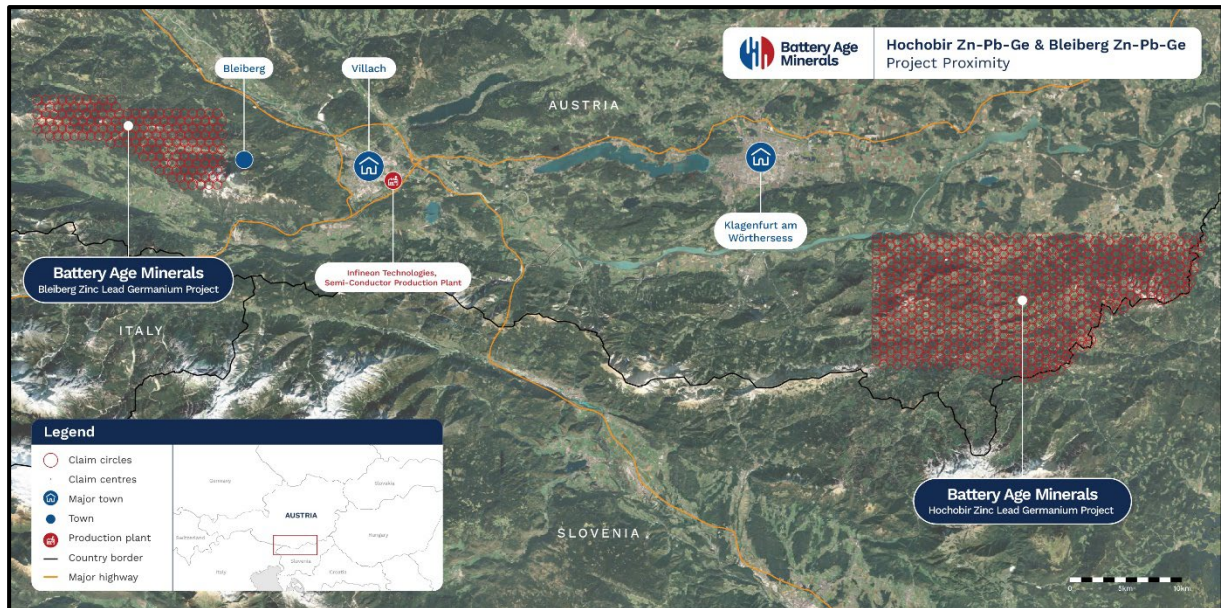 Battery Age
Minerals
Hochobir Zn-Pb-Ge & Bleiberg Zn-Pb-Ge
Project Proximity
Bleiberg
Villach
AUSTRIA
Klagenfurt am
Wörthersess
Battery Age Minerals
Bleiberg Zinc Lead Germanium Project
Infineon Technologies,
Semi-Conductor Production Plant
ITALY
Legend
Claim circles
Claim centres
Major town
Town
Production plant
Country border
Major highway
Germany
Slovakia
AUSTRIA
Switzerland
Hungary
Italy
Slovenia
Croatia
SLOVENIA
Battery Age Minerals
Hochobir Zinc Lead Germanium Project
0 5km 10km